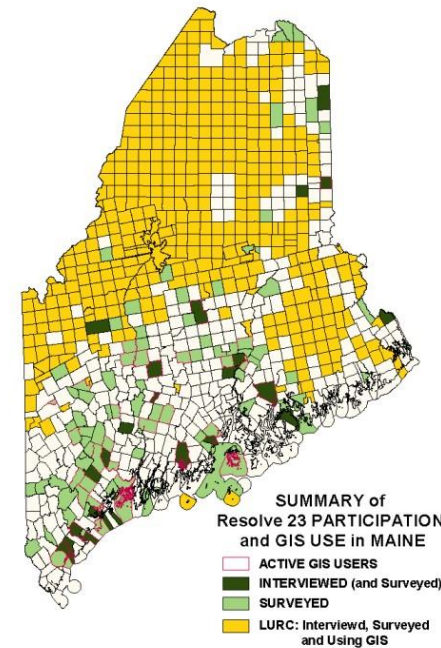 SUMMARY of
Resolve 23 PARTICIPATION
and GIS USE in MAINE
ACTIVE GIS USERS
INTERVIEWED (and Surveyed)
SURVEYED
LURC: Interviewd, Surveyed
and Using GIS